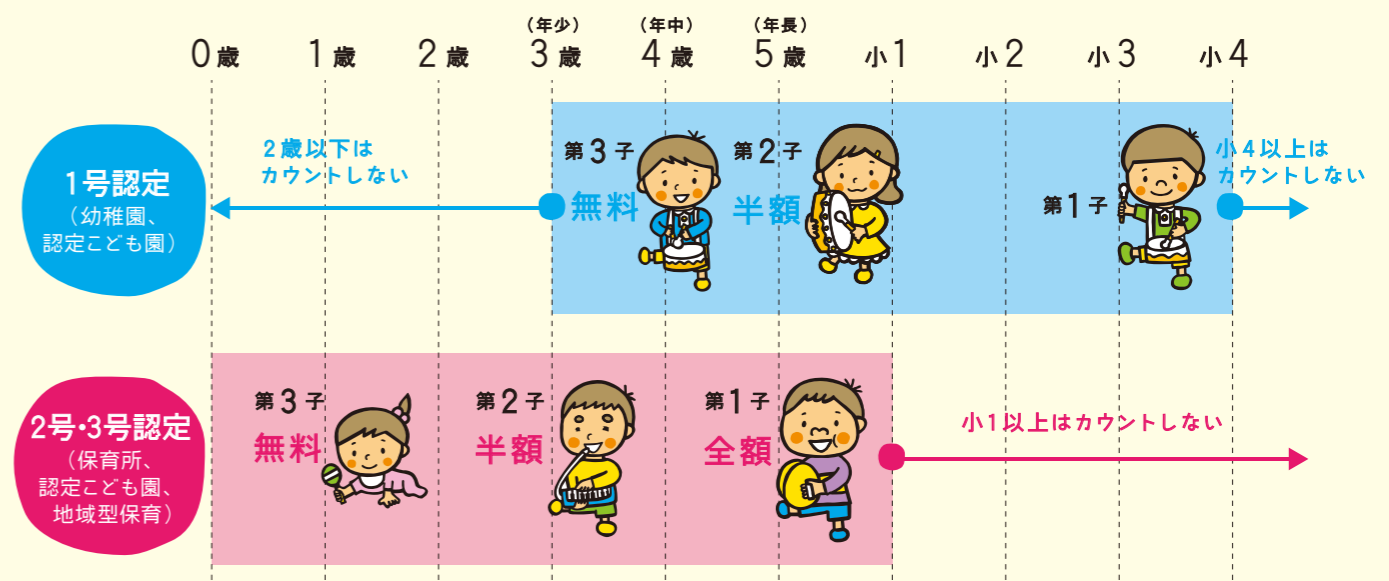 （年少）
（年中）
（年長）
0歳
1歳
2歳
3歳
4歳
5歳
小1
小2
小3
小4
1号認定
（幼稚園、
認定こども園）
2歳以下は
カウントしない
第3子
無料
第2子
半額
第1子
小4以上は
カウントしない
2号・3号認定
（保育所、
認定こども園、
地域型保育）
第3子
無料
第2子
半額
第1子
全額
小1以上はカウントしない